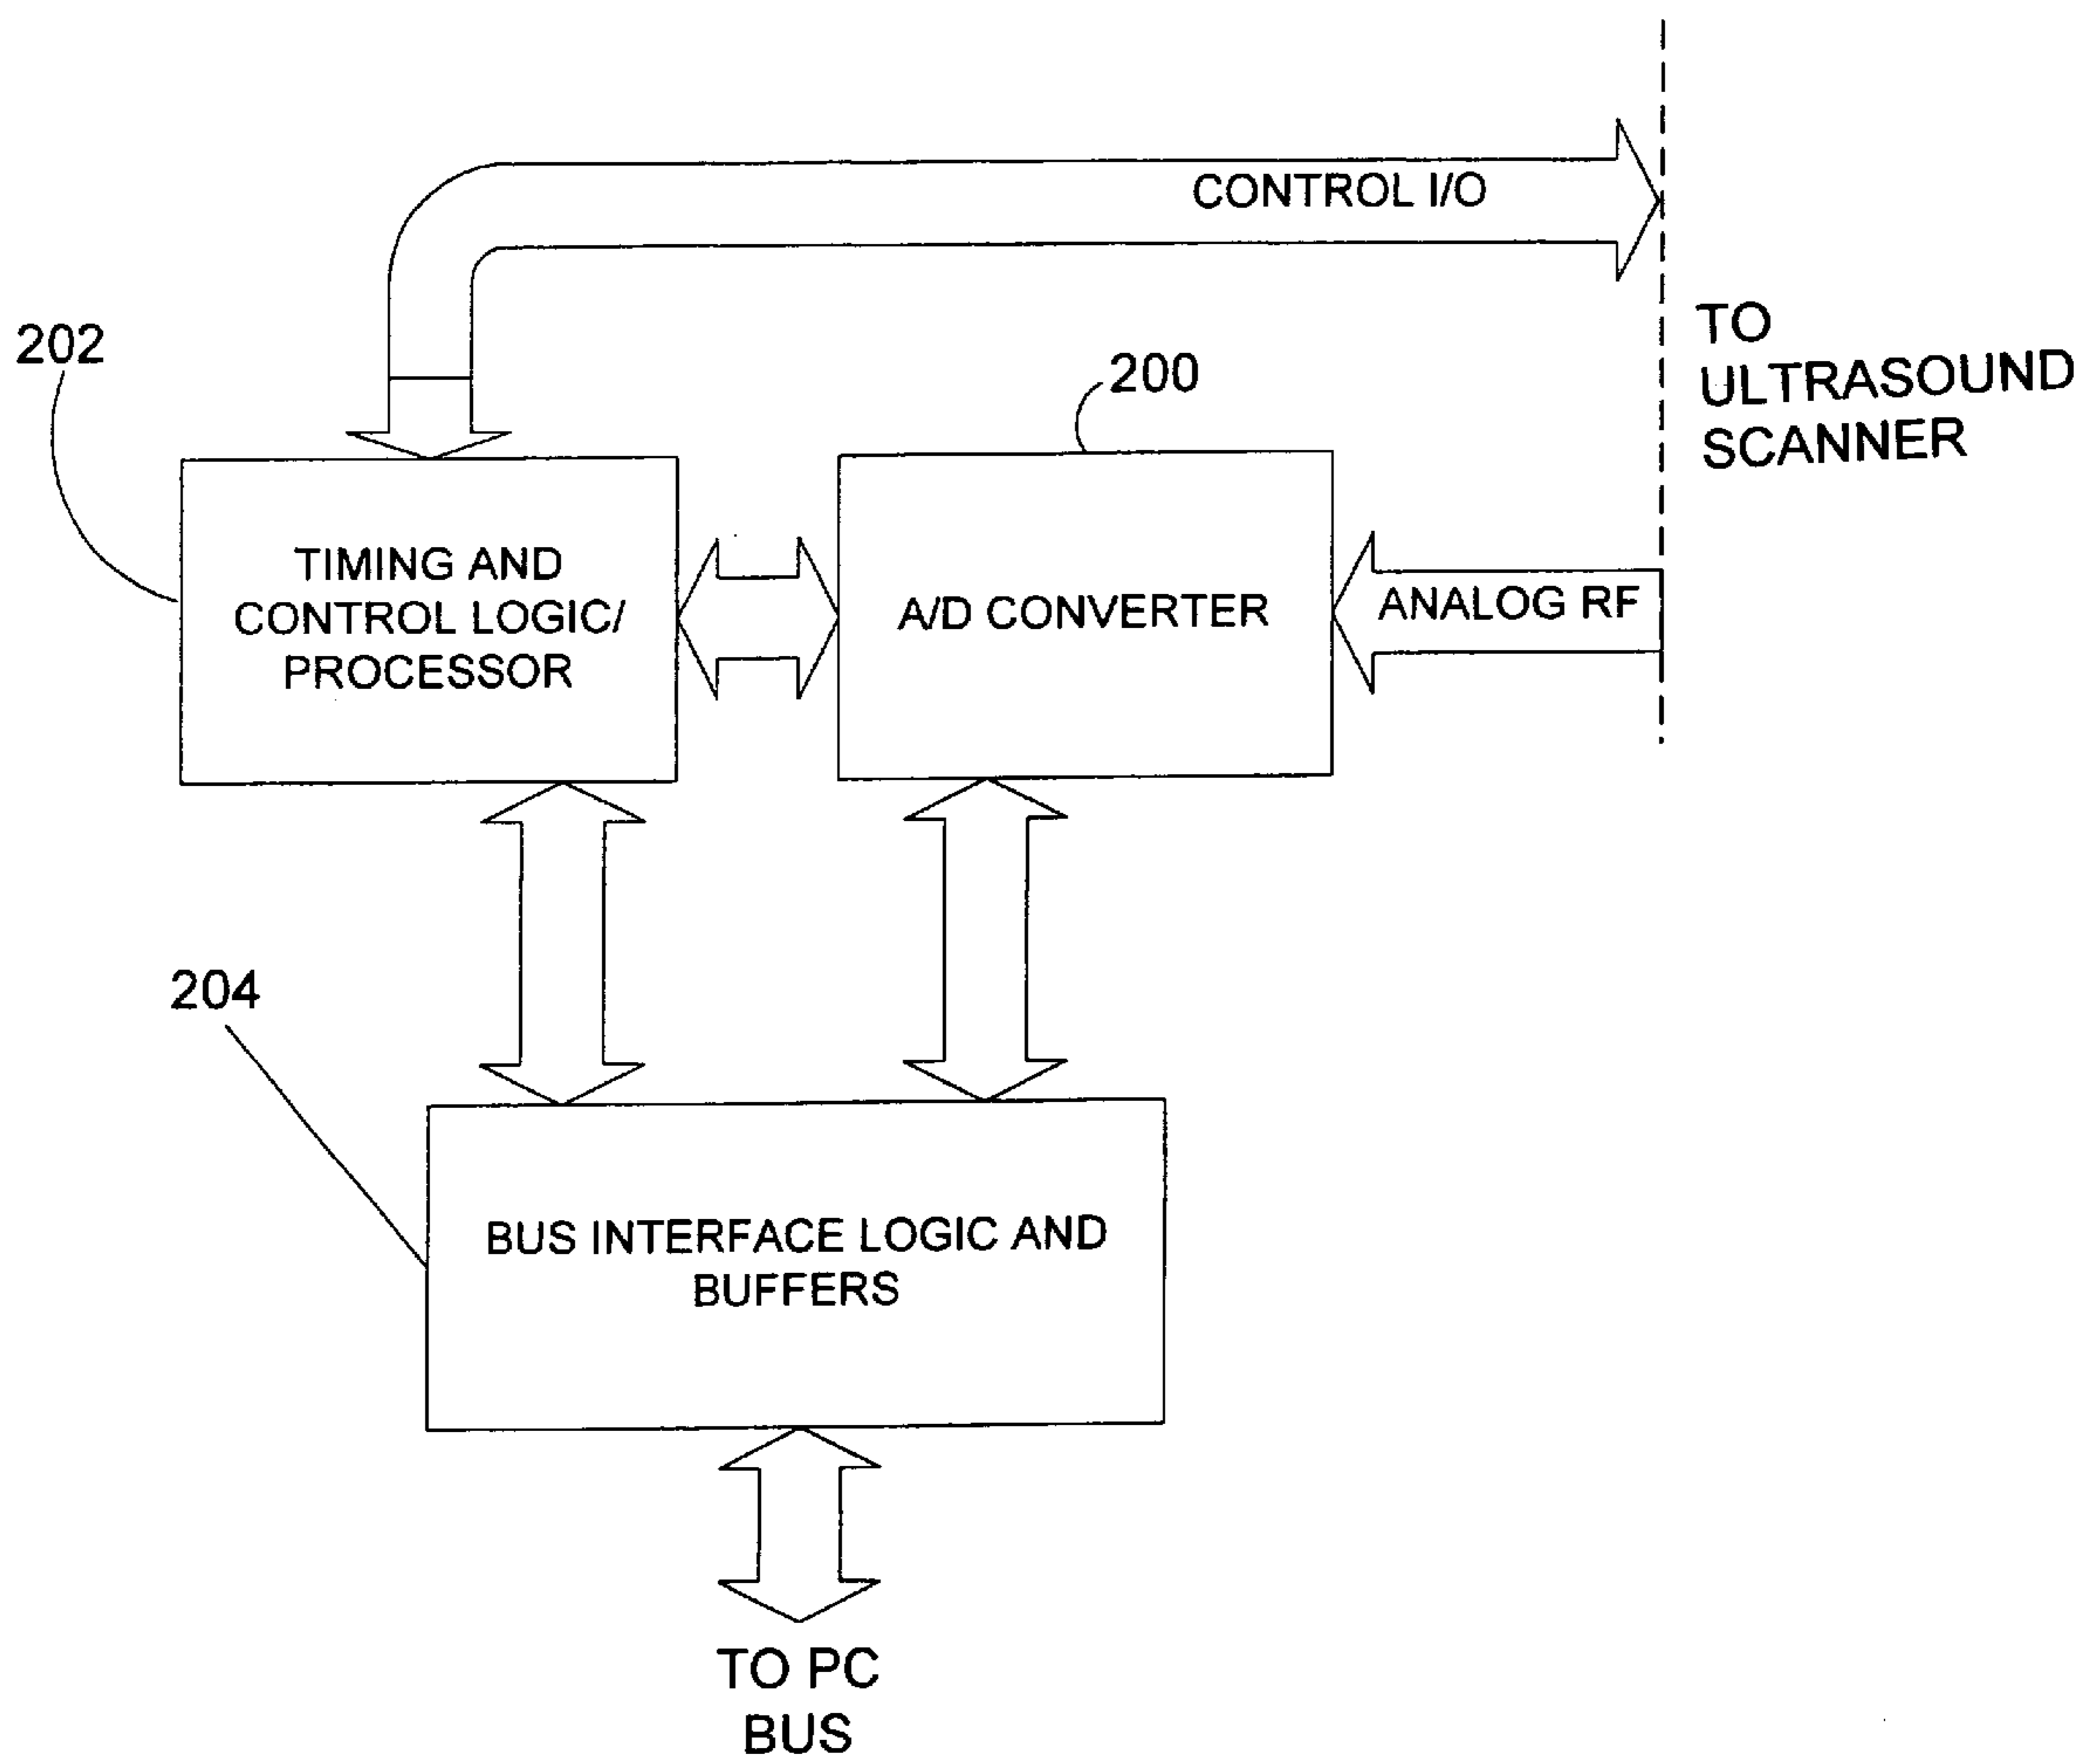 CONTROL I/O
202
200
TO
ULTRASOUND
SCANNER
TIMING AND
CONTROL LOGIC/
PROCESSOR
A/D CONVERTER
ANALOG RF
204
BUS INTERFACE LOGIC AND
BUFFERS
TO PC
BUS